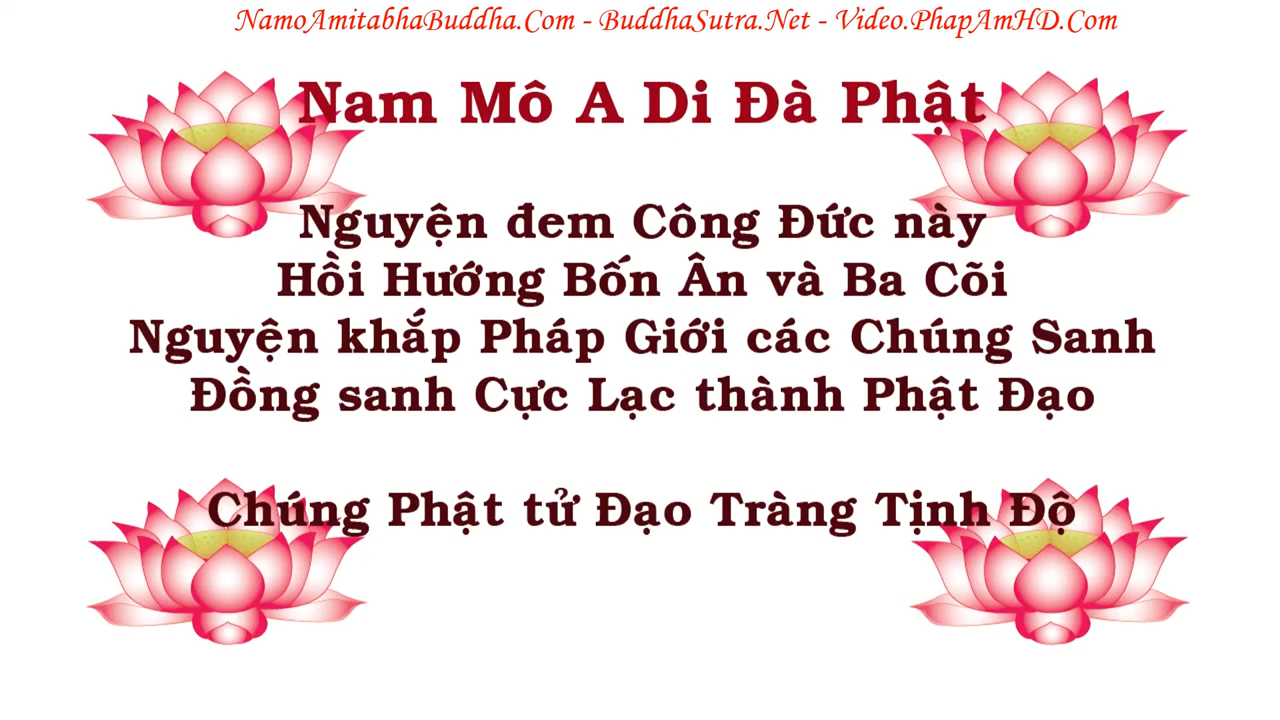 NamoAmitabhaBuddha.Com - BuddhaSutra.Net - Video.PhapAmHD.Com
Nam Mô A Di Đà Phật
Nguyện đem Công Đức này
Hồi Hướng Bốn Ân và Ba Cõi
Nguyện khắp Pháp Giới các Chúng Sanh
Đồng sanh Cực Lạc thành Phật Đạo
Chúng Phật tử Đạo Tràng Tịnh Độ